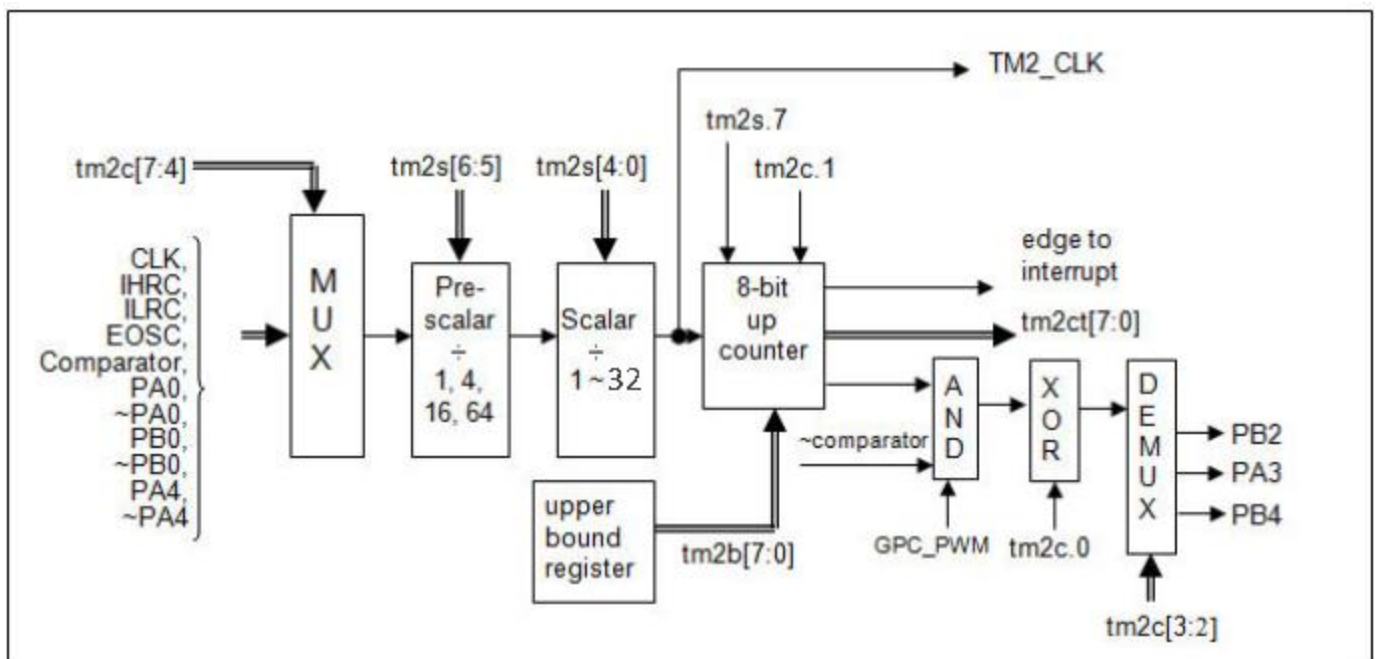 TM2_CLK
tm2s.7
tm2c[7:4]
tm2s[6:5]
tm2s[4:0]
tm2c.1
CLK,
IHRC,
ILRC,
EOSC,
Comparator,
PA0,
~PA0,
PB0,
~PB0,
PA4,
~PA4
M
U
X
Pre-
scalar
÷
1, 4,
16, 64
Scalar
÷
1~32
8-bit
up
counter
edge to
interrupt
tm2ct[7:0]
~comparator
A
N
D
X
O
R
D
E
M
U
X
PB2
PA3
PB4
upper
bound
register
tm2b[7:0]
GPC_PWM
tm2c.0
tm2c[3:2]